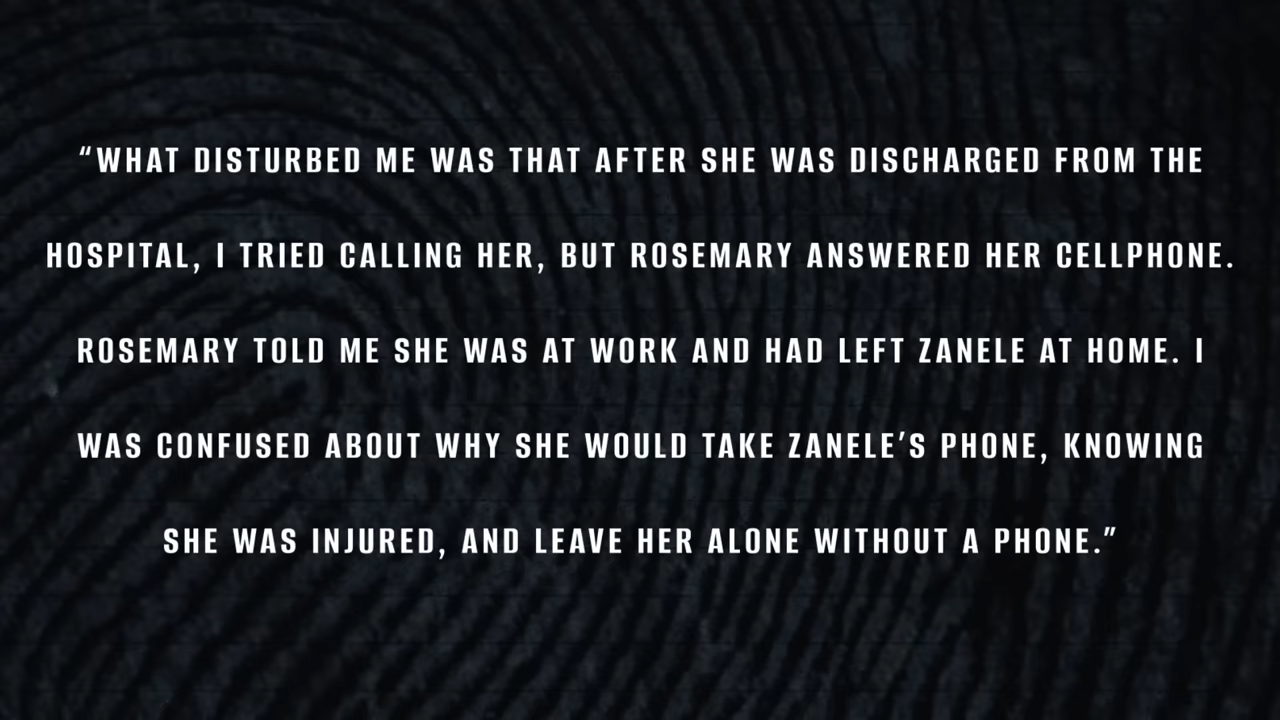 “WHAT DISTURBED ME WAS THAT AFTER SHE WAS DISCHARGED FROM THE
HOSPITAL, I TRIED CALLING HER, BUT ROSEMARY ANSWERED HER CELLPHONE.
ROSEMARY TOLD ME SHE WAS AT WORK AND HAD LEFT ZANELE AT HOME. I
WAS CONFUSED ABOUT WHY SHE WOULD TAKE ZANELE’S PHONE, KNOWING
SHE WAS INJURED, AND LEAVE HER ALONE WITHOUT A PHONE.”